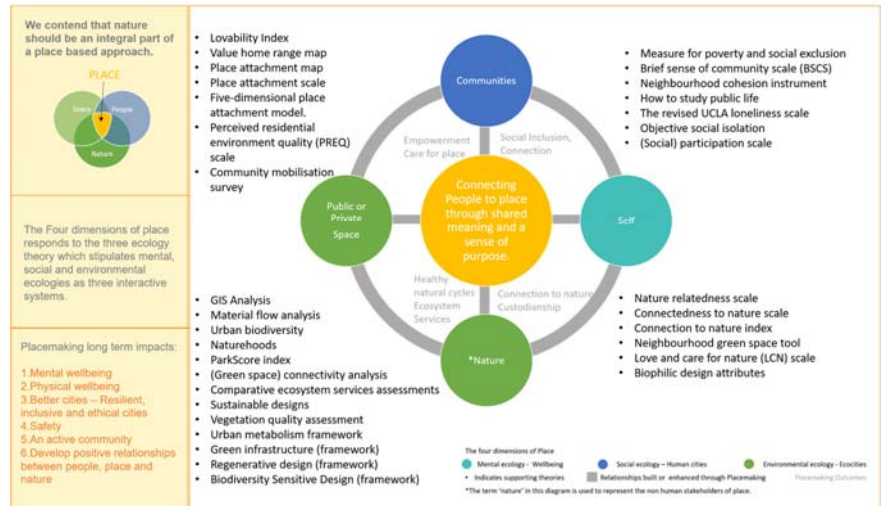 We contend that nature
should be an integral part of
a place based approach.
PLACE
Space
People
Nature
The Four dimensions of place
responds to the three ecology
theory which stipulates mental,
social and environmental
ecologies as three interactive
systems.
Placemaking long term impacts:
1.Mental wellbeing
2.Physical wellbeing
3.Better cities – Resilient,
inclusive and ethical cities
4.Safety
5.An active community
6.Develop positive relationships
between people, place and
nature
• Lovability Index
• Value home range map
• Place attachment map
• Place attachment scale
• Five-dimensional place
attachment model.
• Perceived residential
environment quality (PREQ)
scale
• Community mobilisation
survey
Communities
• Measure for poverty and social exclusion
• Brief sense of community scale (BSCS)
• Neighbourhood cohesion instrument
• How to study public life
• The revised UCLA loneliness scale
• Objective social isolation
• (Social) participation scale
Empowerment
Care for place
Social Inclusion,
Connection
Public or
Private
Space
Connecting
People to place
through shared
meaning and a
sense of
purpose.
Self
Healthy
natural cycles
Ecosystem
Services
Connection to nature
Custodianship
*Nature
• GIS Analysis
• Material flow analysis
• Urban biodiversity
• Naturehoods
• ParkScore index
• (Green space) connectivity analysis
• Comparative ecosystem services assessments
• Sustainable designs
• Vegetation quality assessment
• Urban metabolism framework
• Green infrastructure (framework)
• Regenerative design (framework)
• Biodiversity Sensitive Design (framework)
• Nature relatedness scale
• Connectedness to nature scale
• Connection to nature index
• Neighbourhood green space tool
• Love and care for nature (LCN) scale
• Biophilic design attributes
The four dimensions of Place
Mental ecology - Wellbeing
Social ecology – Human cities
Environmental ecology - Ecocities
• Indicates supporting theories
Relationships built or enhanced through Placemaking
Placemaking Outcomes
*The term 'nature' in this diagram is used to represent the non human stakeholders of place.